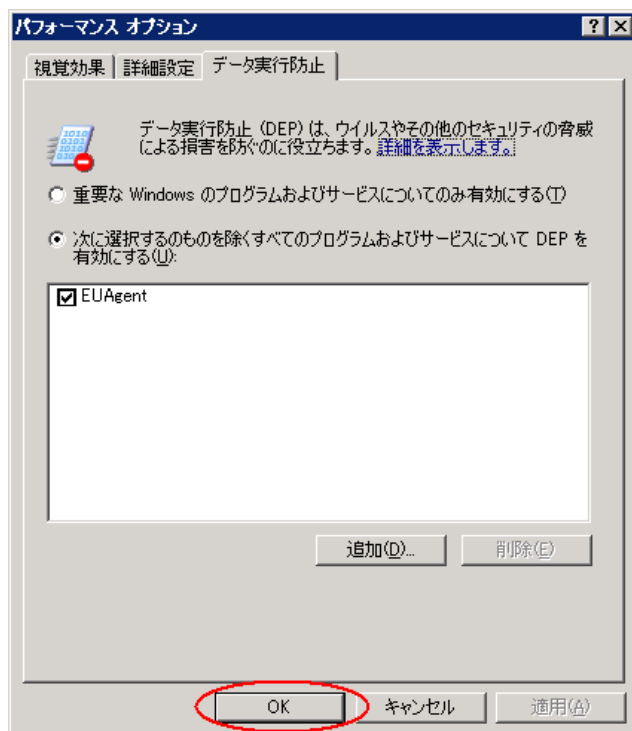 パフォーマンス オプション
視覚効果
詳細設定
データ実行防止
データ実行防止 (DEP) は、ウイルスやその他のセキュリティの脅威
による損害を防ぐのに役立ちます。詳細を表示します。
重要な Windows のプログラムおよびサービスについてのみ有効にする(T)
次に選択するのものを除くすべてのプログラムおよびサービスについて DEP を
有効にする(U):
EUAgent
追加(D)...
削除(E)
OK
キャンセル
適用(A)